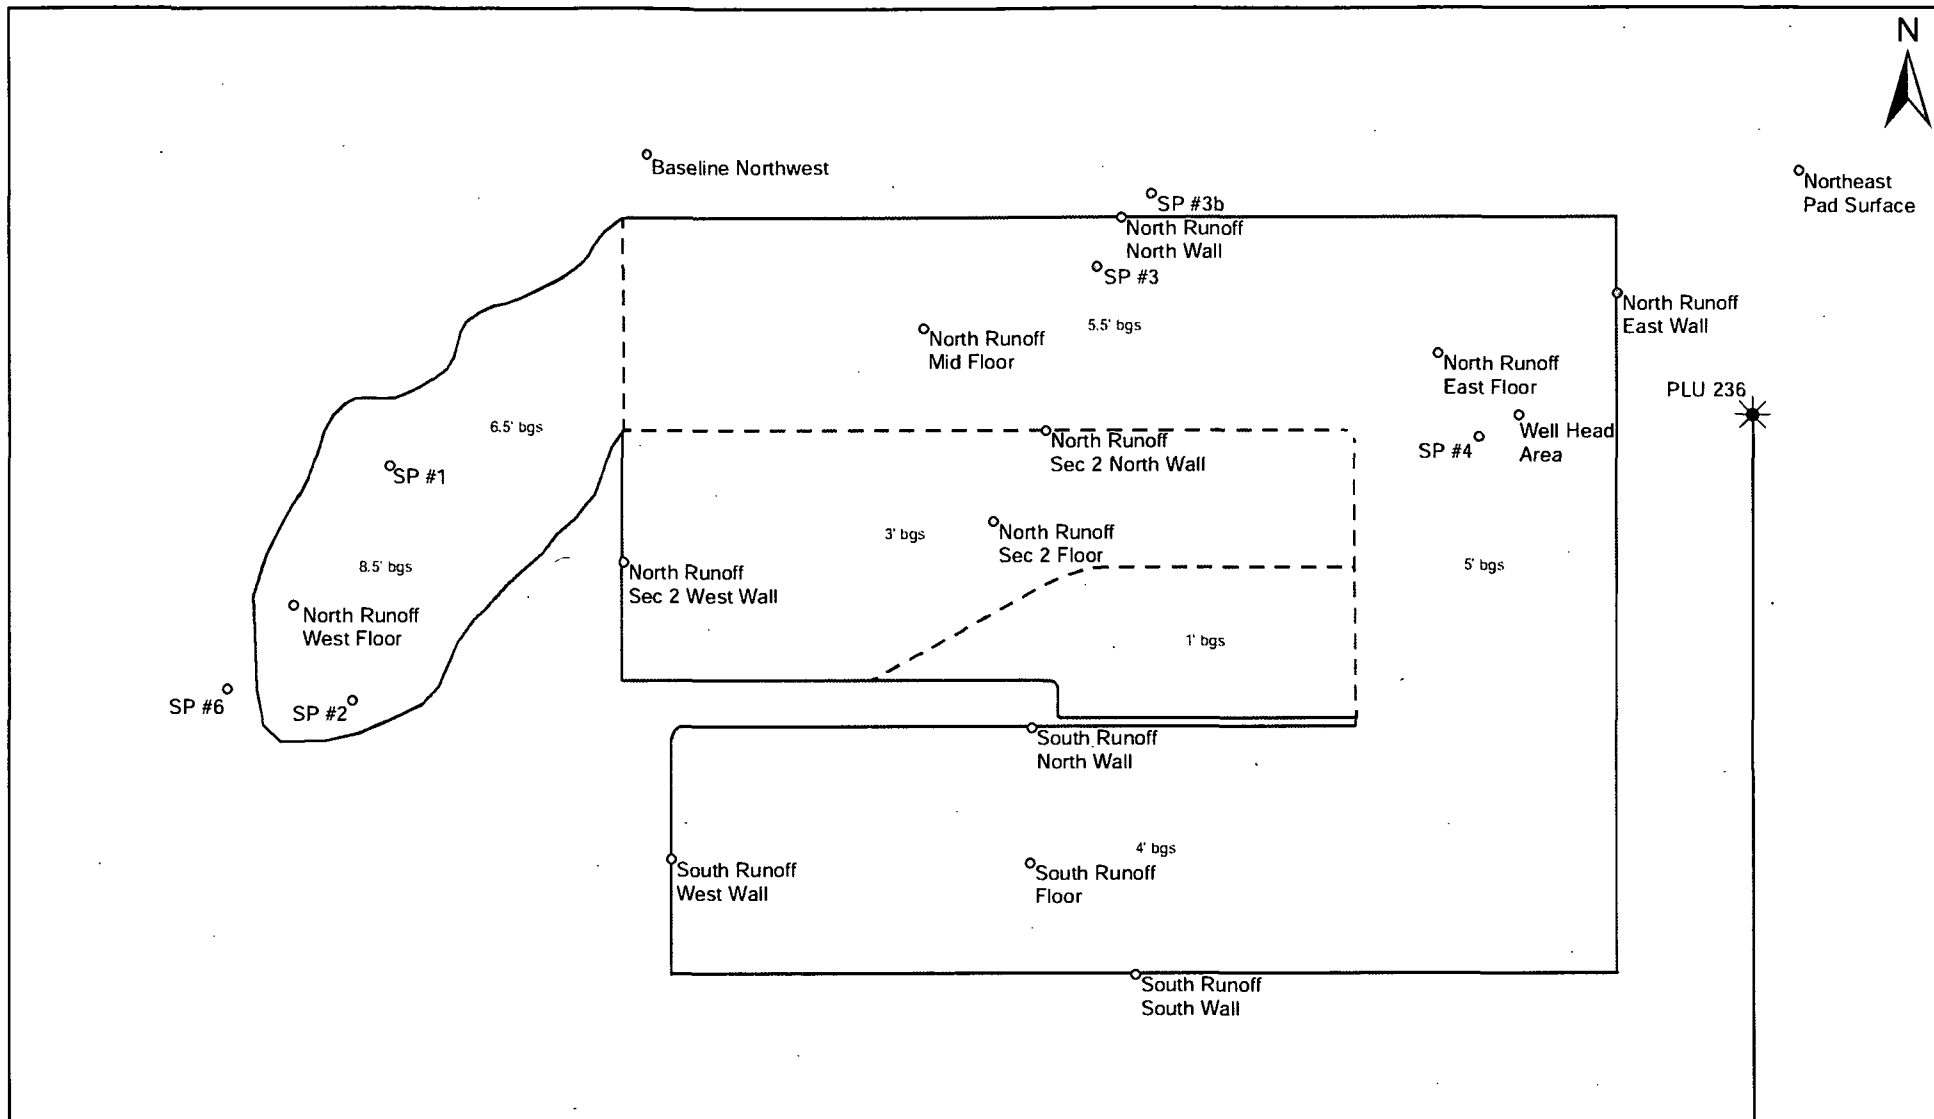 N
Baseline Northwest
Northeast
Pad Surface
SP #3b
North Runoff
North Wall
SP #3
North Runoff
East Wall
5.5' bgs
North Runoff
Mid Floor
North Runoff
East Floor
PLU 236
6.5' bgs
North Runoff
Sec 2 North Wall
Well Head
Area
SP #4
SP #1
3' bgs
North Runoff
Sec 2 Floor
8.5' bgs
North Runoff
Sec 2 West Wall
5' bgs
North Runoff
West Floor
1' bgs
SP #6
SP #2
South Runoff
North Wall
4' bgs
South Runoff
West Wall
South Runoff
Floor
South Runoff
South Wall